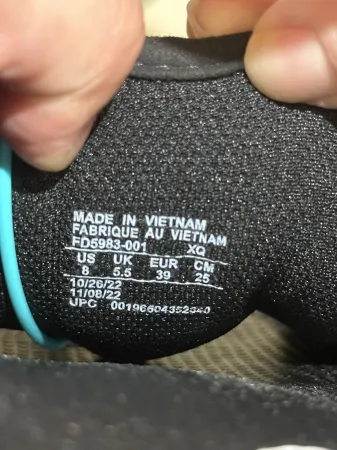 MADE IN VIETNAM
FABRIQUE AU VIETNAM
FD5983-001 XQ
US UK EUR CM
8 5.5 39 25
10/26/22
11/08/22
UPC